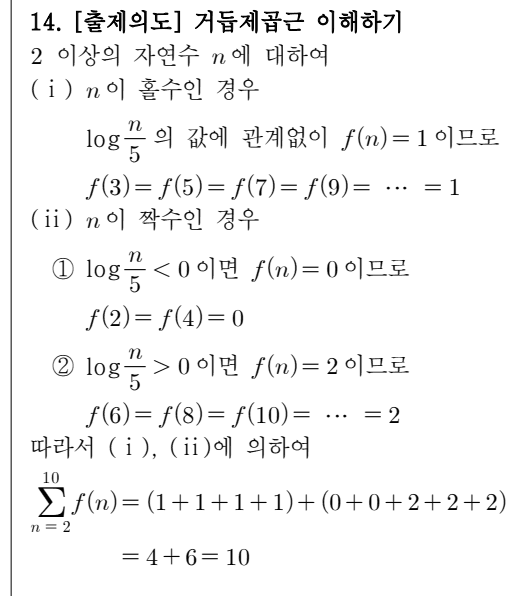 14. [출제의도] 거듭제곱근 이해하기
2 이상의 자연수 n에 대하여
(ⅰ) n이 홀수인 경우
log n/5 의 값에 관계없이 f(n)=1이므로
f(3)=f(5)=f(7)=f(9)= ⋯ =1
(ⅱ) n이 짝수인 경우
① log n/5 < 0이면 f(n)=0이므로
f(2)=f(4)=0
② log n/5 > 0이면 f(n)=2이므로
f(6)=f(8)=f(10)= ⋯ =2
따라서 (ⅰ), (ⅱ)에 의하여
∑_{n=2}^{10} f(n)=(1+1+1+1)+(0+0+2+2+2)
=4+6=10